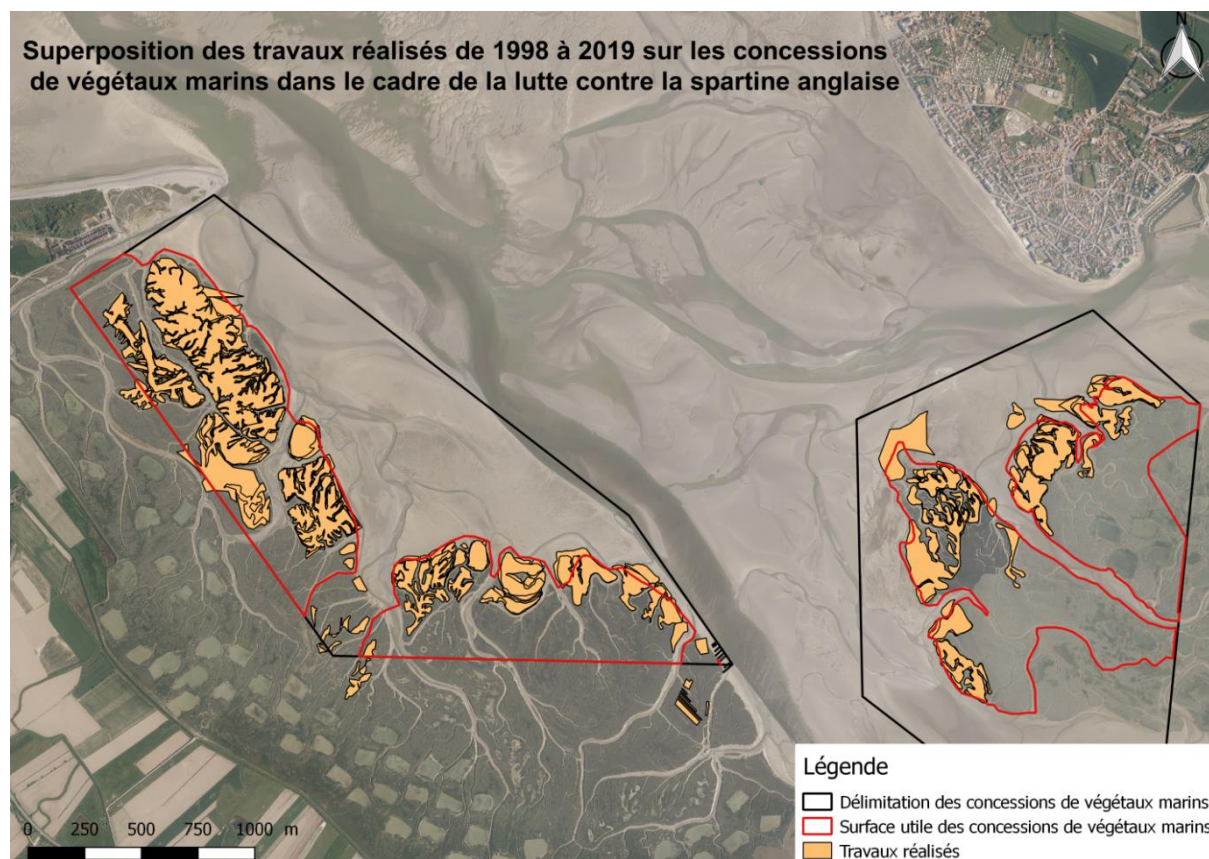 Superposition des travaux réalisés de 1998 à 2019 sur les concessions
de végétaux marins dans le cadre de la lutte contre la spartine anglaise
N
Légende
Délimitation des concessions de végétaux marins
Surface utile des concessions de végétaux marins
Travaux réalisés
0 250 500 750 1000 m